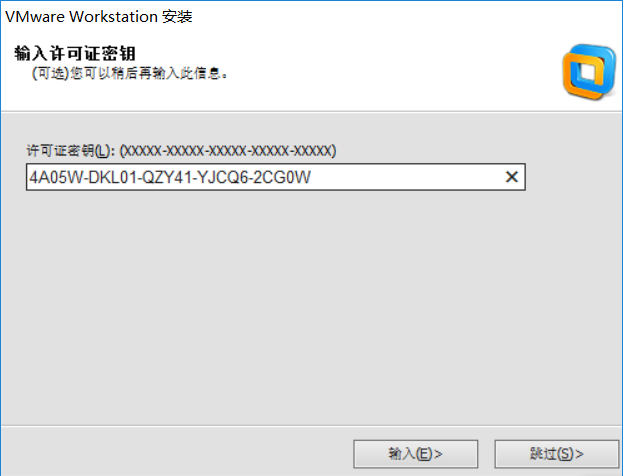 VMware Workstation 安装
输入许可证密钥
(可选)您可以稍后再输入此信息。
许可证密钥(L): (XXXXX-XXXXX-XXXXX-XXXXX-XXXXX)
4A05W-DKL01-QZY41-YJCQ6-2CG0W
输入(E)> 跳过(S)>